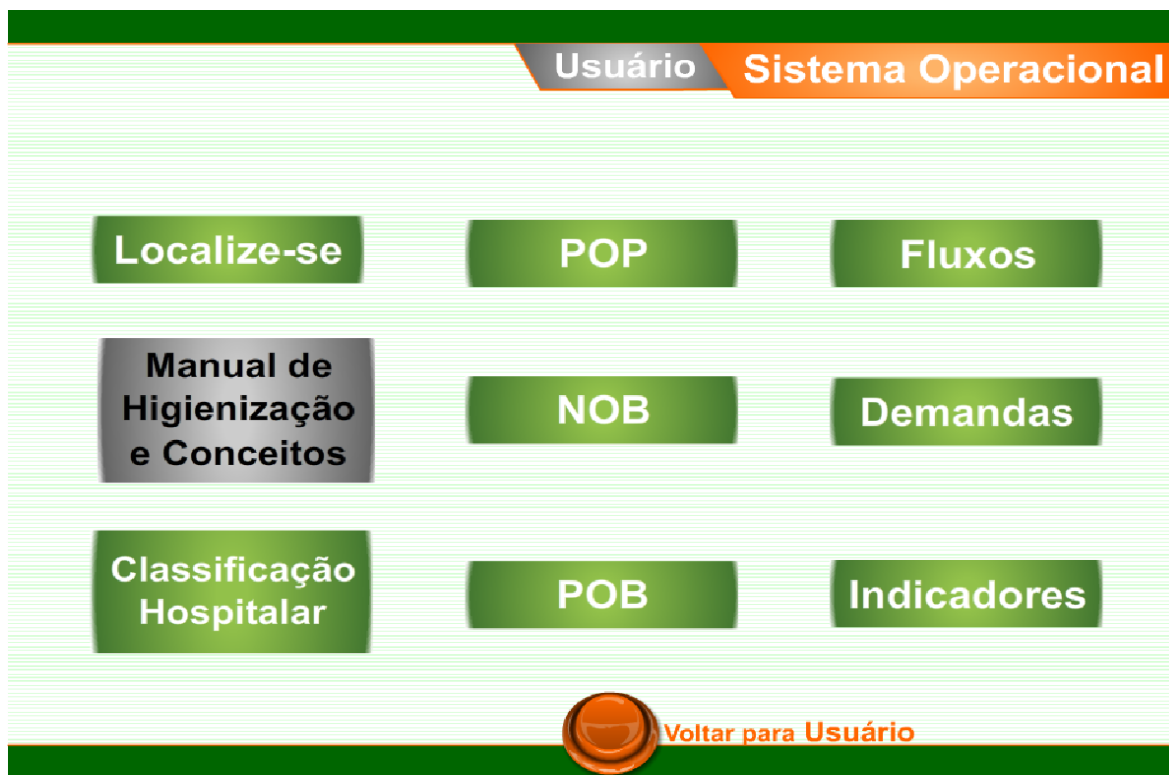 Usuário
Sistema Operacional
Localize-se
POP
Fluxos
Manual de
Higienização
e Conceitos
NOB
Demandas
Classificação
Hospitalar
POB
Indicadores
Voltar para Usuário